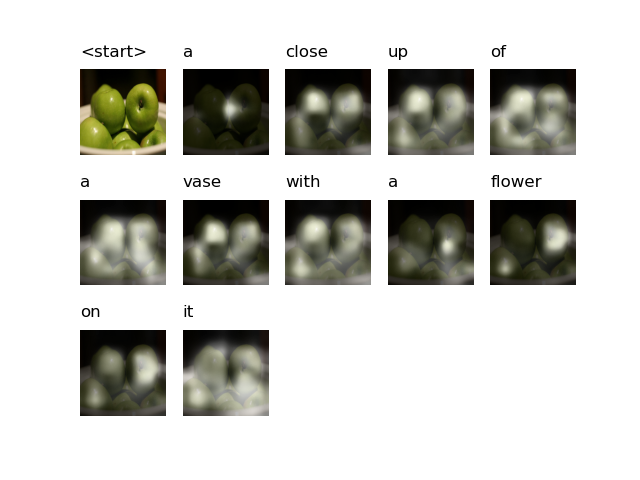 <start> a close up of
a vase with a flower
on it